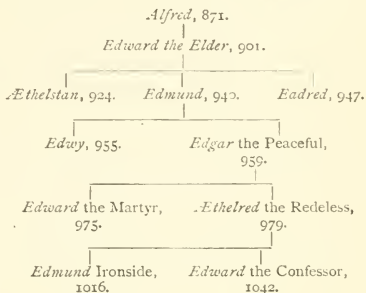 Alfred, 871.
Edward the Elder, 901.
Æthelstan, 924. Edmund, 940. Eadred, 947.
Edwy, 955. Edgar the Peaceful,
959.
Edward the Martyr, Æthelred the Redeless,
975. 979.
Edmund Ironside, Edward the Confessor,
1016. 1042.